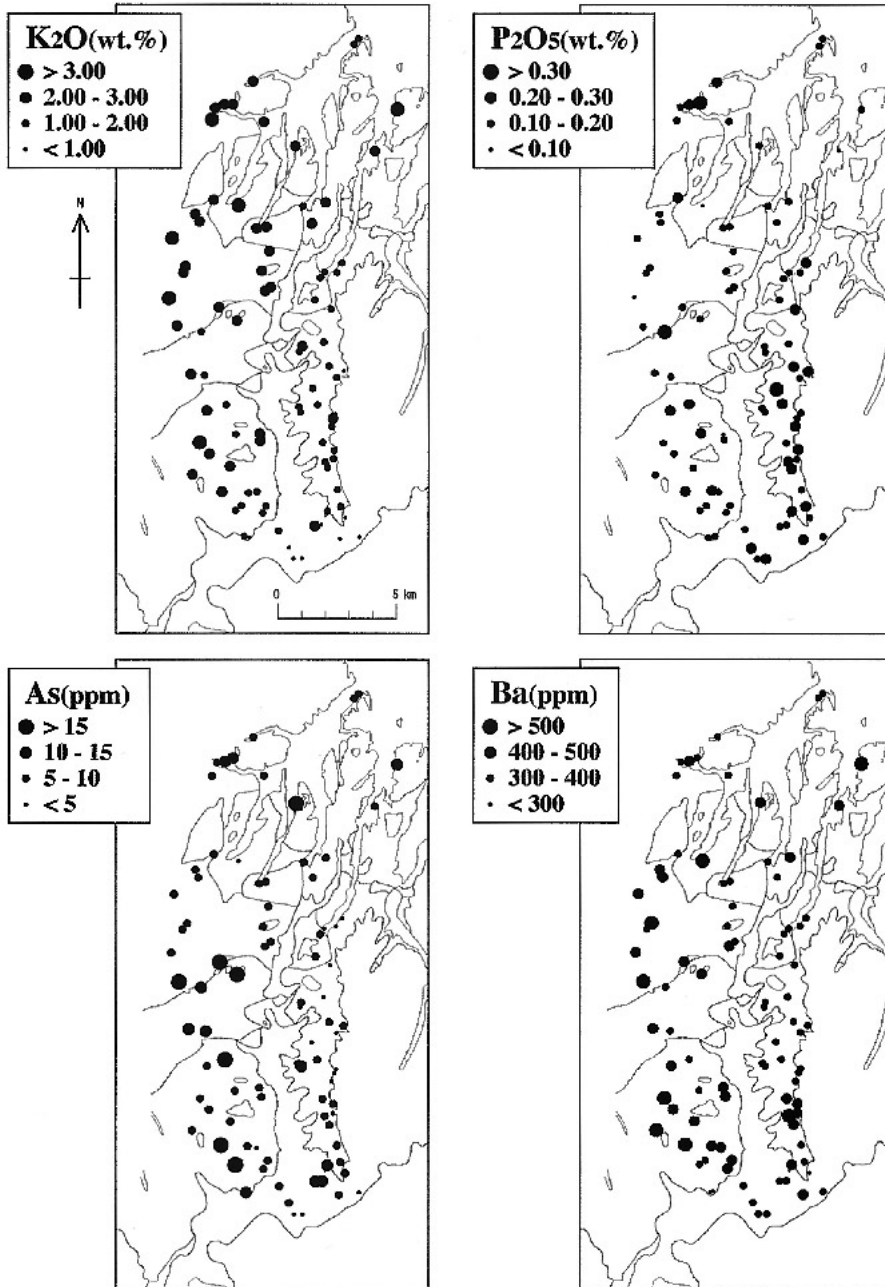 K2O(wt.%)
> 3.00
2.00 - 3.00
1.00 - 2.00
< 1.00
N
0 5 km
P2O5(wt.%)
> 0.30
0.20 - 0.30
0.10 - 0.20
< 0.10
As(ppm)
> 15
10 - 15
5 - 10
< 5
Ba(ppm)
> 500
400 - 500
300 - 400
< 300